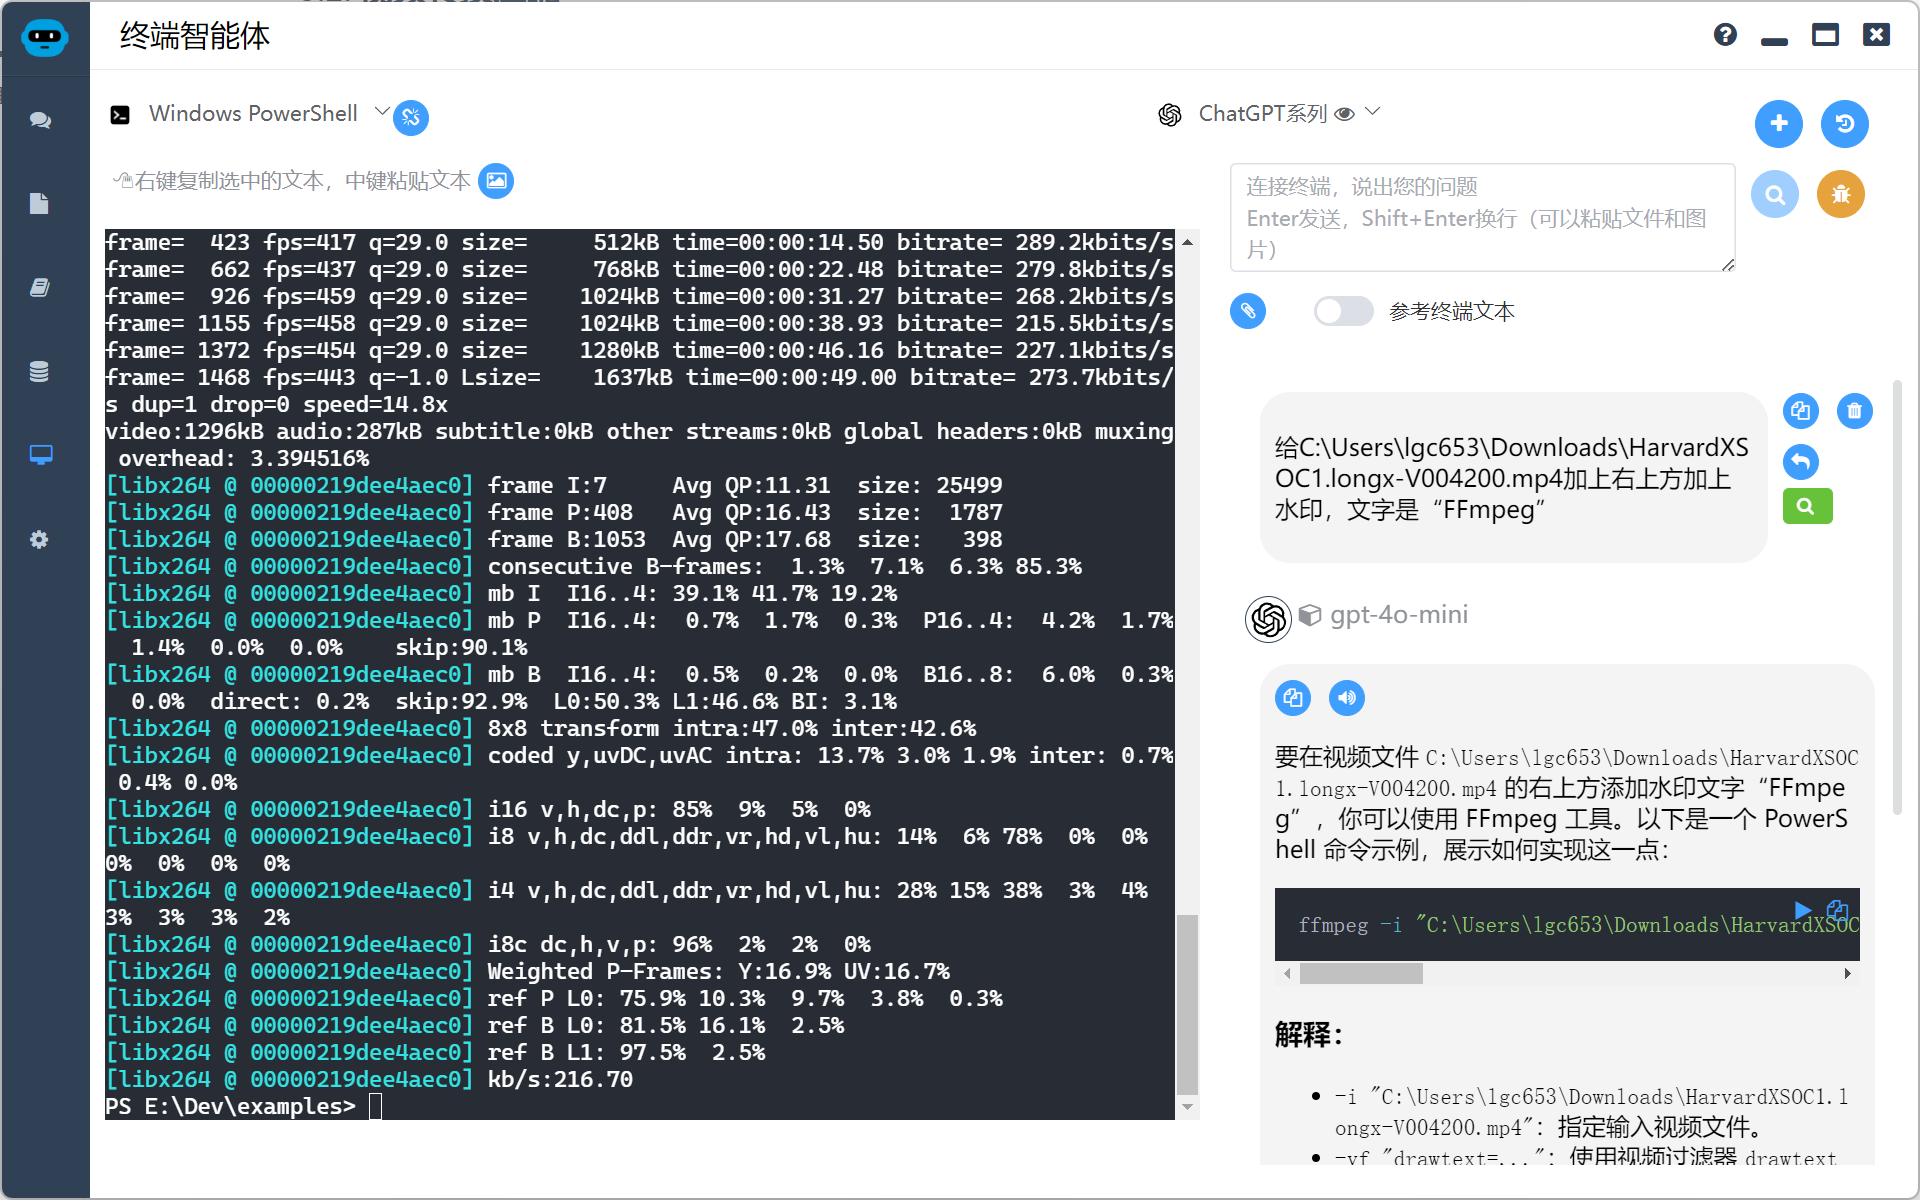 终端智能体
Windows PowerShell
ChatGPT系列
右键复制选中的文本，中键粘贴文本
连接终端，说出您的问题
Enter发送，Shift+Enter换行（可以粘贴文件和图
片）
参考终端文本
frame=  423 fps=417 q=29.0 size=     512kB time=00:00:14.50 bitrate= 289.2kbits/s
frame=  662 fps=437 q=29.0 size=     768kB time=00:00:22.48 bitrate= 279.8kbits/s
frame=  926 fps=459 q=29.0 size=    1024kB time=00:00:31.27 bitrate= 268.2kbits/s
frame= 1155 fps=458 q=29.0 size=    1024kB time=00:00:38.93 bitrate= 215.5kbits/s
frame= 1372 fps=454 q=29.0 size=    1280kB time=00:00:46.16 bitrate= 227.1kbits/s
frame= 1468 fps=443 q=-1.0 Lsize=    1637kB time=00:00:49.00 bitrate= 273.7kbits/
s dup=1 drop=0 speed=14.8x
video:1296kB audio:287kB subtitle:0kB other streams:0kB global headers:0kB muxing
 overhead: 3.394516%
[libx264 @ 00000219dee4aec0] frame I:7     Avg QP:11.31  size: 25499
[libx264 @ 00000219dee4aec0] frame P:408   Avg QP:16.43  size:  1787
[libx264 @ 00000219dee4aec0] frame B:1053  Avg QP:17.68  size:   398
[libx264 @ 00000219dee4aec0] consecutive B-frames:  1.3%  7.1%  6.3% 85.3%
[libx264 @ 00000219dee4aec0] mb I  I16..4: 39.1% 41.7% 19.2%
[libx264 @ 00000219dee4aec0] mb P  I16..4:  0.7%  1.7%  0.3%  P16..4:  4.2%  1.7%
  1.4%  0.0%  0.0%    skip:90.1%
[libx264 @ 00000219dee4aec0] mb B  I16..4:  0.5%  0.2%  0.0%  B16..8:  6.0%  0.3%
  0.0%  direct: 0.2%  skip:92.9%  L0:50.3% L1:46.6% BI: 3.1%
[libx264 @ 00000219dee4aec0] 8x8 transform intra:47.0% inter:42.6%
[libx264 @ 00000219dee4aec0] coded y,uvDC,uvAC intra: 13.7% 3.0% 1.9% inter: 0.7%
 0.4% 0.0%
[libx264 @ 00000219dee4aec0] i16 v,h,dc,p: 85%  9%  5%  0%
[libx264 @ 00000219dee4aec0] i8 v,h,dc,ddl,ddr,vr,hd,vl,hu: 14%  6% 78%  0%  0%
0%  0%  0%  0%
[libx264 @ 00000219dee4aec0] i4 v,h,dc,ddl,ddr,vr,hd,vl,hu: 28% 15% 38%  3%  4%
3%  3%  3%  2%
[libx264 @ 00000219dee4aec0] i8c dc,h,v,p: 96%  2%  2%  0%
[libx264 @ 00000219dee4aec0] Weighted P-Frames: Y:16.9% UV:16.7%
[libx264 @ 00000219dee4aec0] ref P L0: 75.9% 10.3%  9.7%  3.8%  0.3%
[libx264 @ 00000219dee4aec0] ref B L0: 81.5% 16.1%  2.5%
[libx264 @ 00000219dee4aec0] ref B L1: 97.5%  2.5%
[libx264 @ 00000219dee4aec0] kb/s:216.70
PS E:\Dev\examples>
给C:\Users\lgc653\Downloads\HarvardXS
OC1.longx-V004200.mp4加上右上方加上
水印，文字是“FFmpeg”
gpt-4o-mini
要在视频文件 C:\Users\lgc653\Downloads\HarvardXSOC
1.longx-V004200.mp4 的右上方添加水印文字“FFmpe
g”，你可以使用 FFmpeg 工具。以下是一个 PowerS
hell 命令示例，展示如何实现这一点：
ffmpeg -i "C:\Users\lgc653\Downloads\HarvardXSOC
解释：
• -i "C:\Users\lgc653\Downloads\HarvardXSOC1.l
ongx-V004200.mp4"：指定输入视频文件。
• -vf "drawtext=..."：使用视频过滤器 drawtext